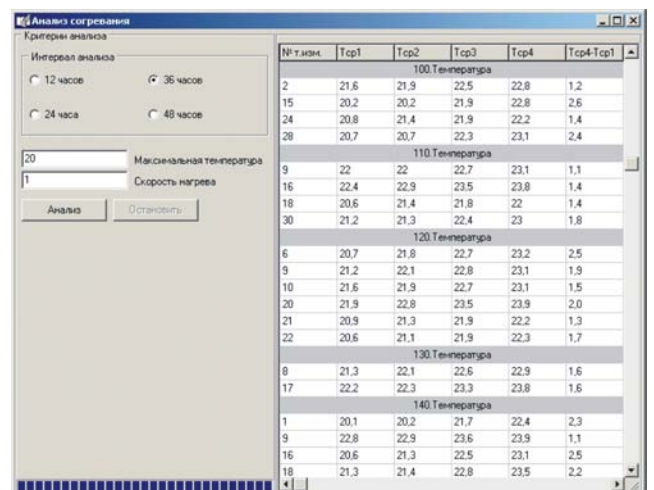 Анализ согревания
Критерии анализа
Интервал анализа
12 часов
36 часов
24 часа
48 часов
20 Максимальная температура
1 Скорость нагрева
Анализ Остановить
№ т.изм. Tcp1 Tcp2 Tcp3 Tcp4 Tcp4-Tcp1
100.Температура
2 21,6 21,9 22,5 22,8 1,2
15 20,2 20,2 21,9 22,8 2,6
24 20,8 21,4 21,9 22,2 1,4
28 20,7 20,7 22,3 23,1 2,4
110.Температура
9 22 22 22,7 23,1 1,1
16 22,4 22,9 23,5 23,8 1,4
18 20,6 21,4 21,8 22 1,4
30 21,2 21,3 22,4 23 1,8
120.Температура
6 20,7 21,8 22,7 23,2 2,5
9 21,2 22,1 22,8 23,1 1,9
10 21,6 21,9 22,7 23,1 1,5
20 21,9 22,8 23,5 23,9 2,0
21 20,9 21,3 21,9 22,2 1,3
22 20,6 21,1 21,9 22,3 1,7
130.Температура
8 21,3 22,1 22,6 22,9 1,6
17 22,2 22,3 23,3 23,8 1,6
140.Температура
1 20,1 20,2 21,7 22,4 2,3
9 22,8 22,9 23,6 23,9 1,1
16 20,6 21,3 22,5 23,1 2,5
18 21,3 21,4 22,8 23,5 2,2